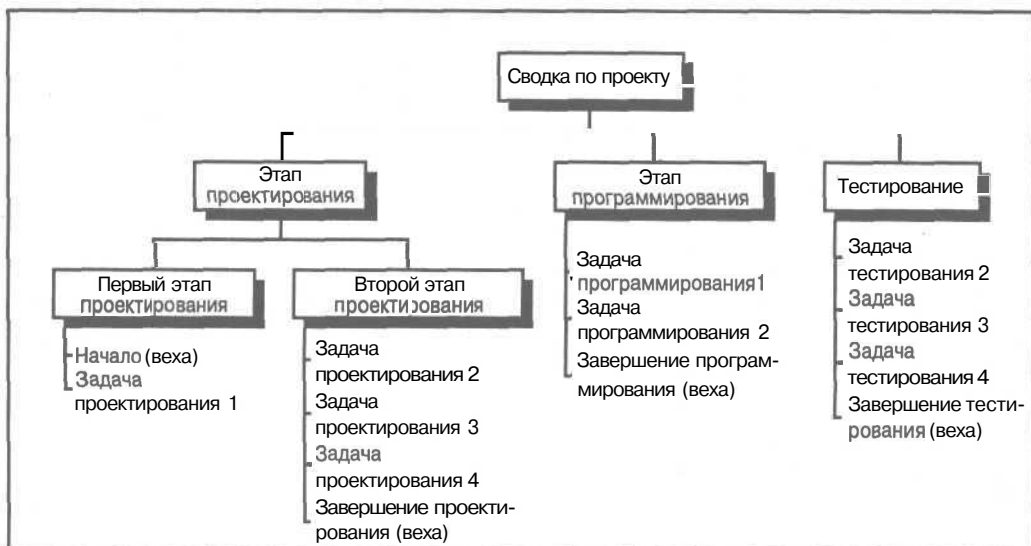 Сводка по проекту
Этап
проектирования
Этап
программирования
Тестирование
Первый этап
проектирования
Второй этап
проектирования
Начало (веха)
Задача
проектирования 1
Задача
проектирования 2
Задача
проектирования 3
Задача
проектирования 4
Завершение проекти-
рования (веха)
Задача
программирования 1
Задача
программирования 2
Завершение програм-
мирования (веха)
Задача
тестирования 2
Задача
тестирования 3
Задача
тестирования 4
Завершение тести-
рования (веха)